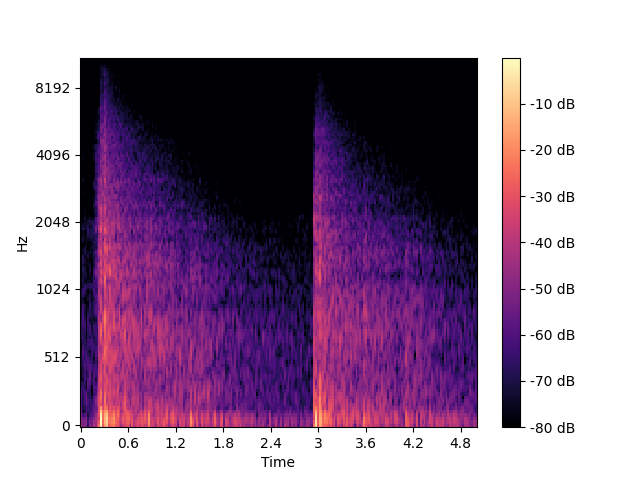 8192
4096
2048
1024
512
0
Hz
0 0.6 1.2 1.8 2.4 3 3.6 4.2 4.8
Time
-10 dB
-20 dB
-30 dB
-40 dB
-50 dB
-60 dB
-70 dB
-80 dB